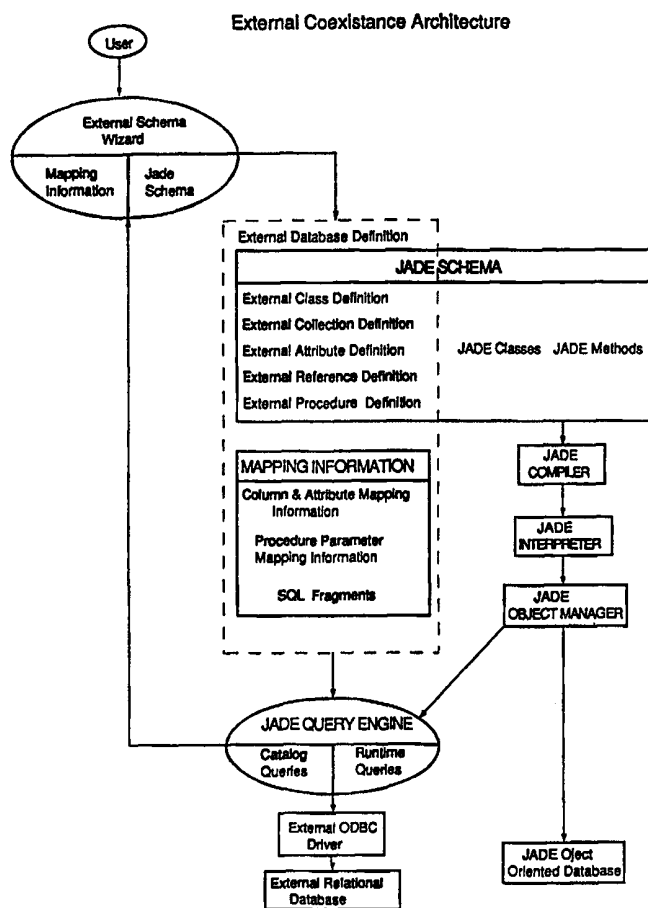 External Coexistance Architecture
User
External Schema
Wizard
Mapping
Information
Jade
Schema
External Database Definition
JADE SCHEMA
External Class Definition
External Collection Definition
External Attribute Definition
External Reference Definition
External Procedure Definition
JADE Classes JADE Methods
MAPPING INFORMATION
Column & Attribute Mapping
Information
Procedure Parameter
Mapping Information
SQL Fragments
JADE
COMPILER
JADE
INTERPRETER
JADE
OBJECT MANAGER
JADE QUERY ENGINE
Catalog
Queries
Runtime
Queries
External ODBC
Driver
External Relational
Database
JADE Oject
Oriented Database